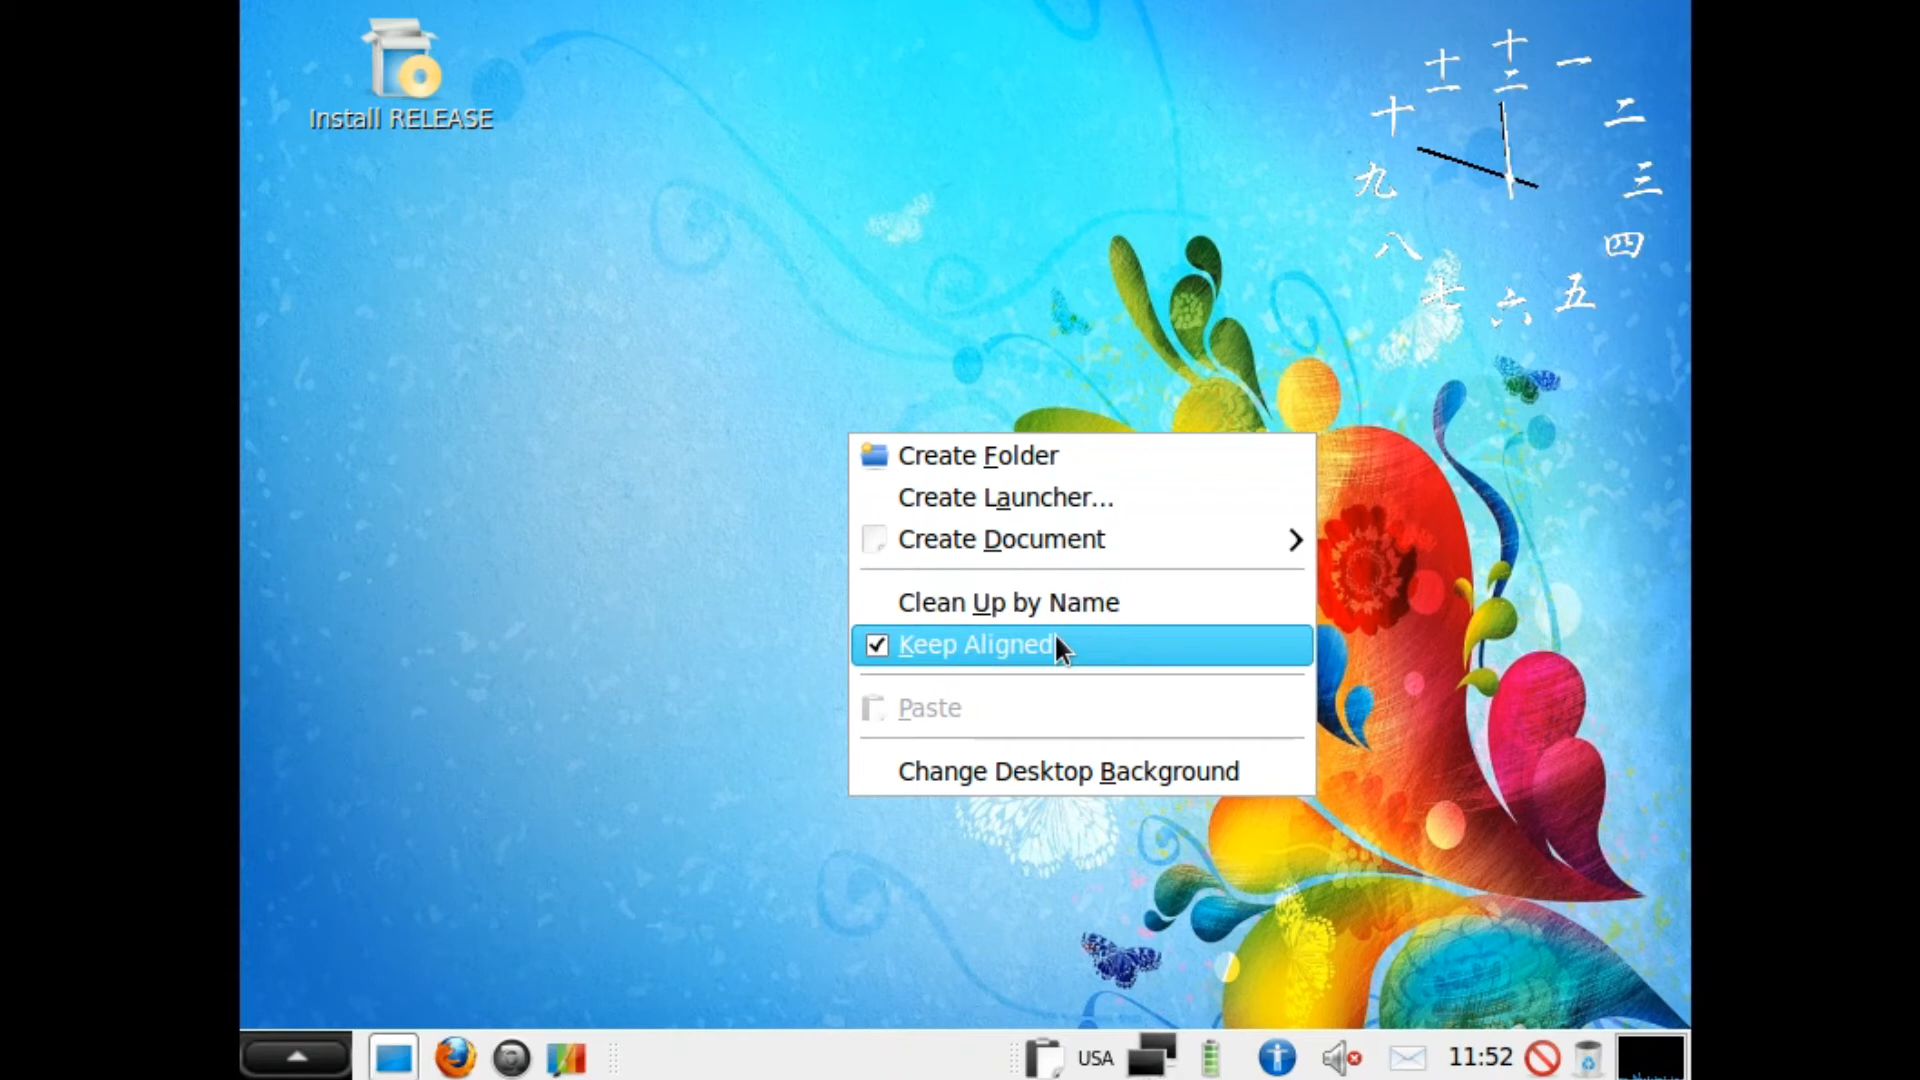 Install RELEASE
十二
一
二
三
四
五
六
七
八
九
十
十一
Create Folder
Create Launcher...
Create Document
Clean Up by Name
Keep Aligned
Paste
Change Desktop Background
USA
11:52